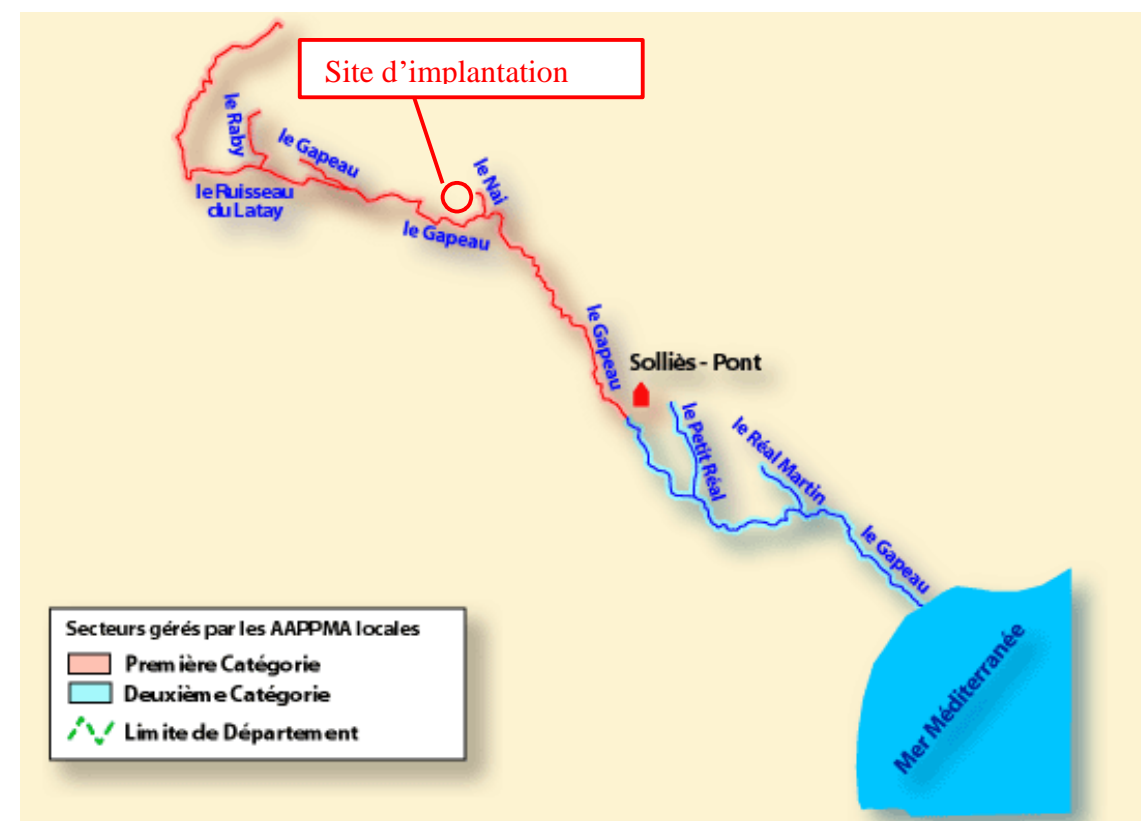 Site d'implantation
le Raby
le Gapeau
le Nai
le Ruisseau
du Latay
le Gapeau
le Gapeau
Solliès - Pont
le Petit Réal
le Réal Martin
le Gapeau
Mer Méditerranée
Secteurs gérés par les AAPPMA locales
Première Catégorie
Deuxième Catégorie
Limite de Département